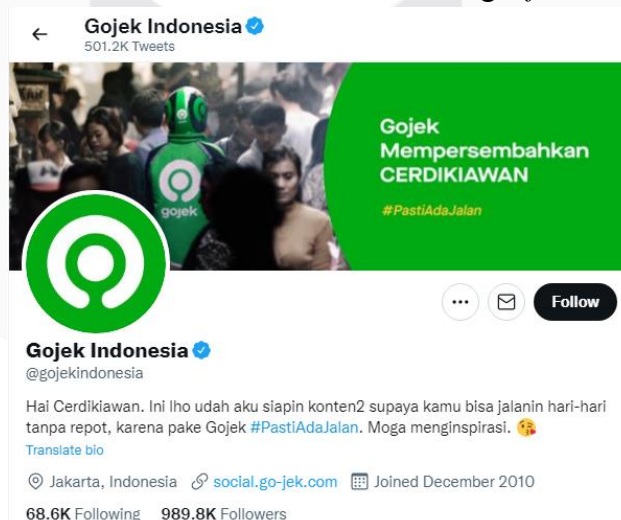 Gojek Indonesia
501.2K Tweets
Gojek
Mempersembahkan
CERDIKIAWAN
#PastiAdaJalan
gojek
Follow
Gojek Indonesia
@gojekindonesia
Hai Cerdikiawan. Ini lho udah aku siapin konten2 supaya kamu bisa jalanin hari-hari
tanpa repot, karena pake Gojek #PastiAdaJalan. Moga menginspirasi. 😘
Translate bio
Jakarta, Indonesia social.go-jek.com Joined December 2010
68.6K Following 989.8K Followers